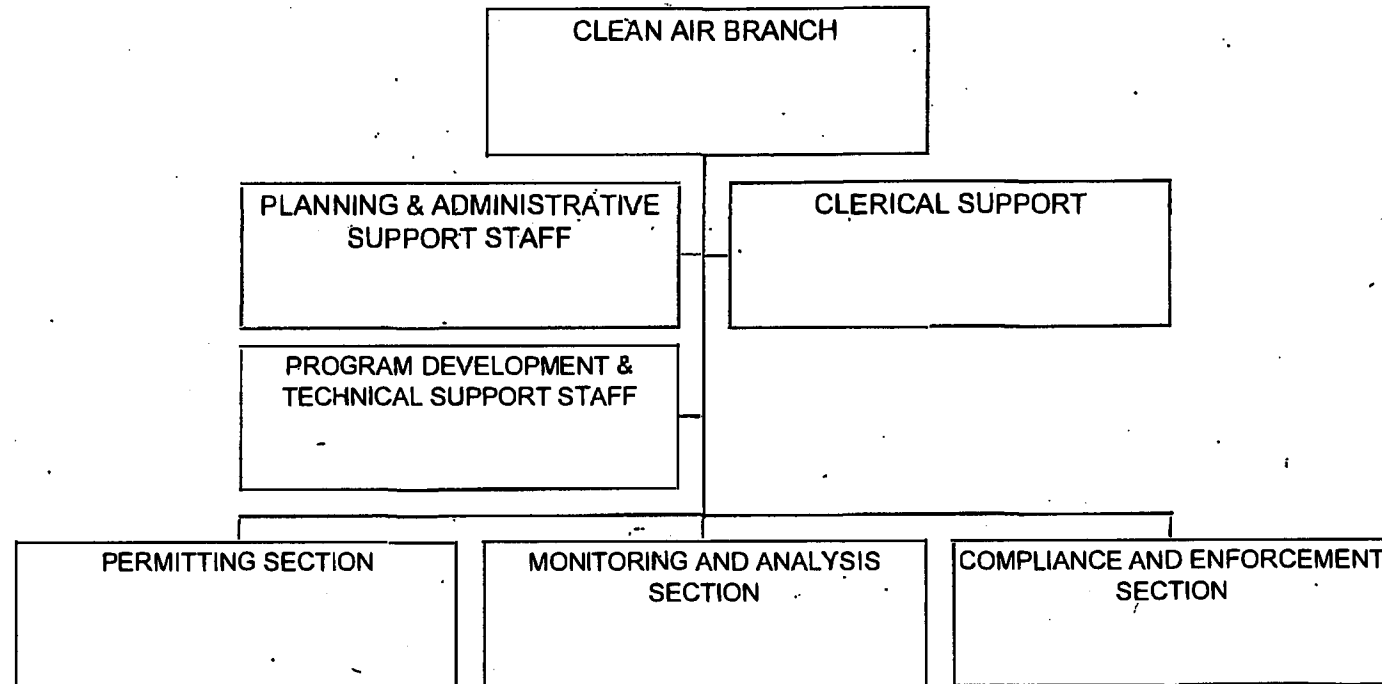 CLEAN AIR BRANCH
PLANNING & ADMINISTRATIVE
SUPPORT STAFF
CLERICAL SUPPORT
PROGRAM DEVELOPMENT &
TECHNICAL SUPPORT STAFF
PERMITTING SECTION
MONITORING AND ANALYSIS
SECTION
COMPLIANCE AND ENFORCEMENT
SECTION